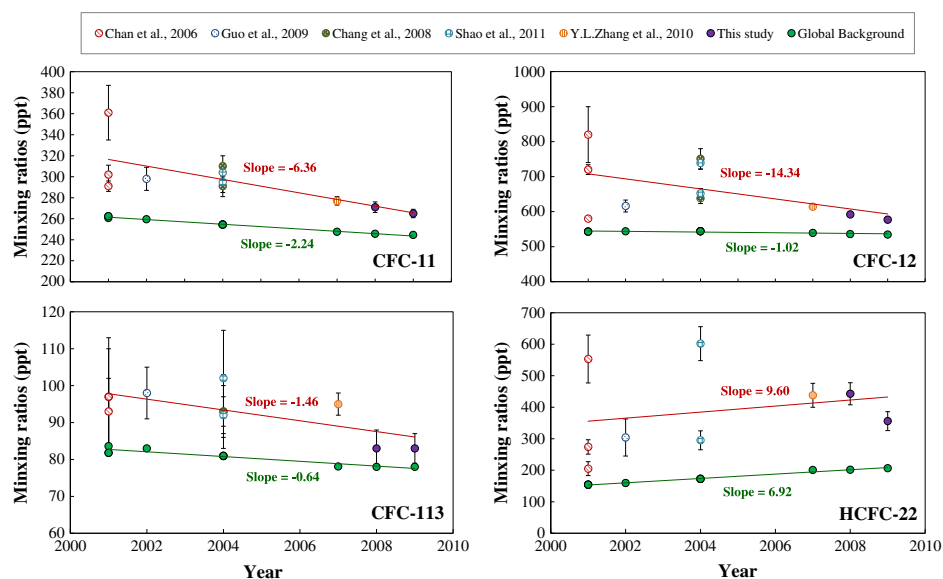 Chan et al., 2006 Guo et al., 2009 Chang et al., 2008 Shao et al., 2011 Y.L.Zhang et al., 2010 This study Global Background
Minxing ratios (ppt)
400
380
360
340
320
300
280
260
240
220
200
Slope = -6.36
Slope = -2.24
CFC-11
Minxing ratios (ppt)
1000
900
800
700
600
500
400
Slope = -14.34
Slope = -1.02
CFC-12
Minxing ratios (ppt)
120
110
100
90
80
70
60
Slope = -1.46
Slope = -0.64
CFC-113
2000 2002 2004 2006 2008 2010
Year
Minxing ratios (ppt)
700
600
500
400
300
200
100
0
Slope = 9.60
Slope = 6.92
HCFC-22
2000 2002 2004 2006 2008 2010
Year